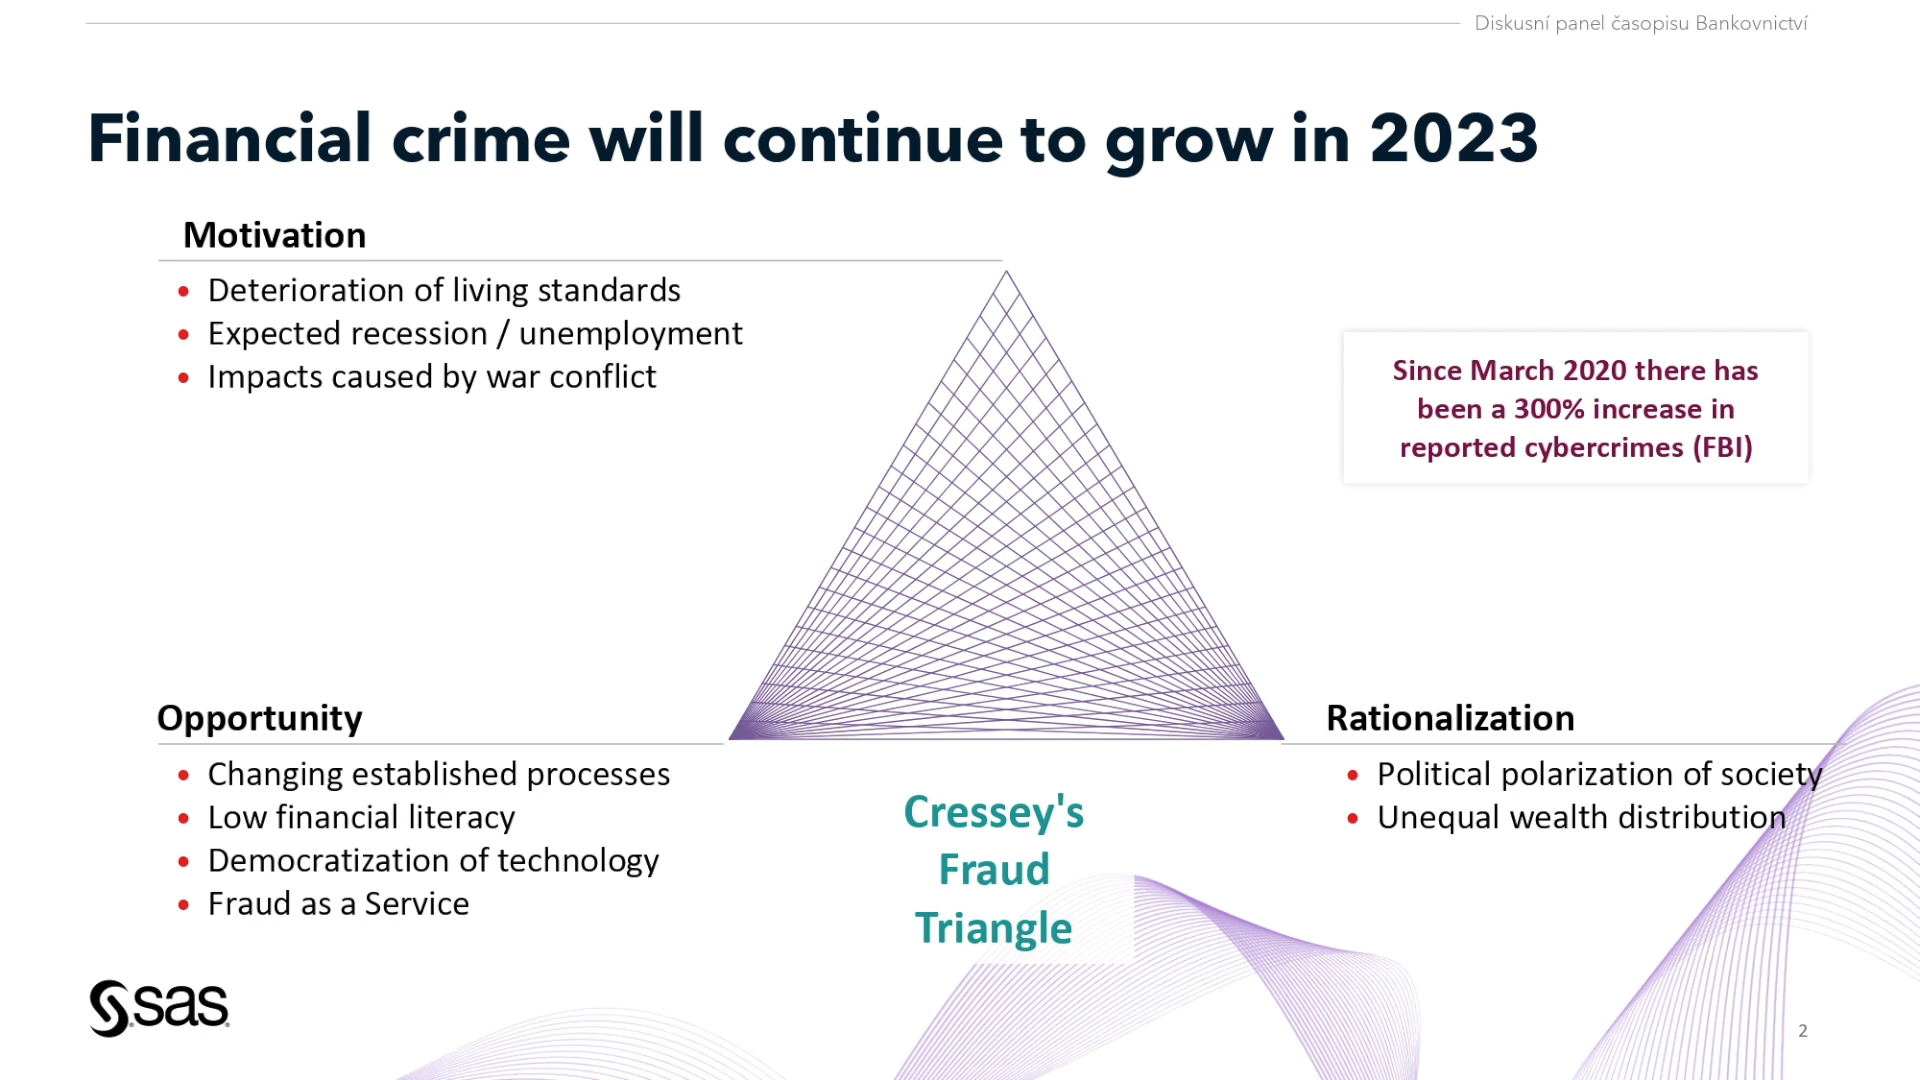 Diskusní panel časopisu Bankovnictví
Financial crime will continue to grow in 2023
Motivation
• Deterioration of living standards
• Expected recession / unemployment
• Impacts caused by war conflict
Since March 2020 there has
been a 300% increase in
reported cybercrimes (FBI)
Opportunity
• Changing established processes
• Low financial literacy
• Democratization of technology
• Fraud as a Service
Rationalization
• Political polarization of society
• Unequal wealth distribution
Cressey's
Fraud
Triangle
sas
2